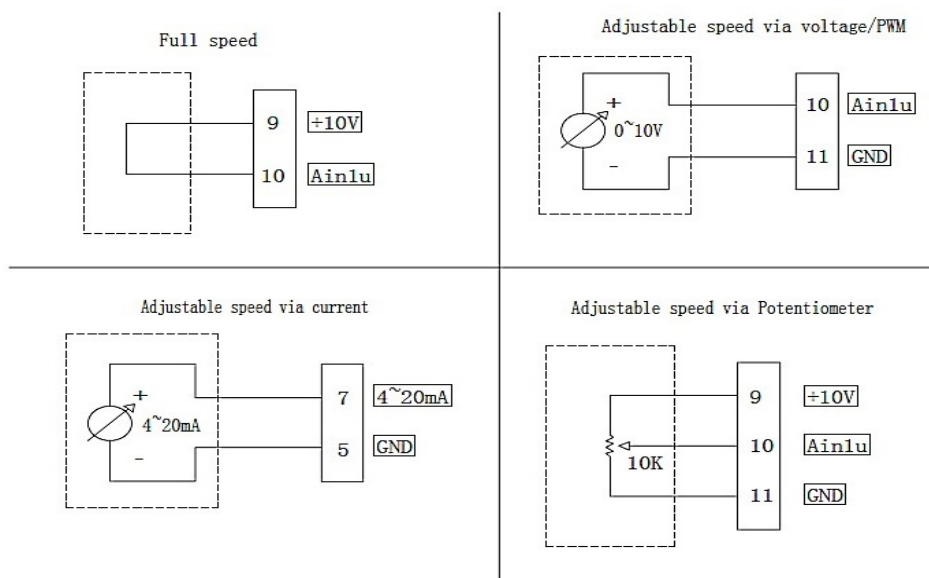 Full speed
9 +10V
10 Ain1u
Adjustable speed via voltage/PWM
+
0~10V
-
10 Ain1u
11 GND
Adjustable speed via current
+
4~20mA
-
7 4~20mA
5 GND
Adjustable speed via Potentiometer
9 +10V
10 Ain1u
10K
11 GND